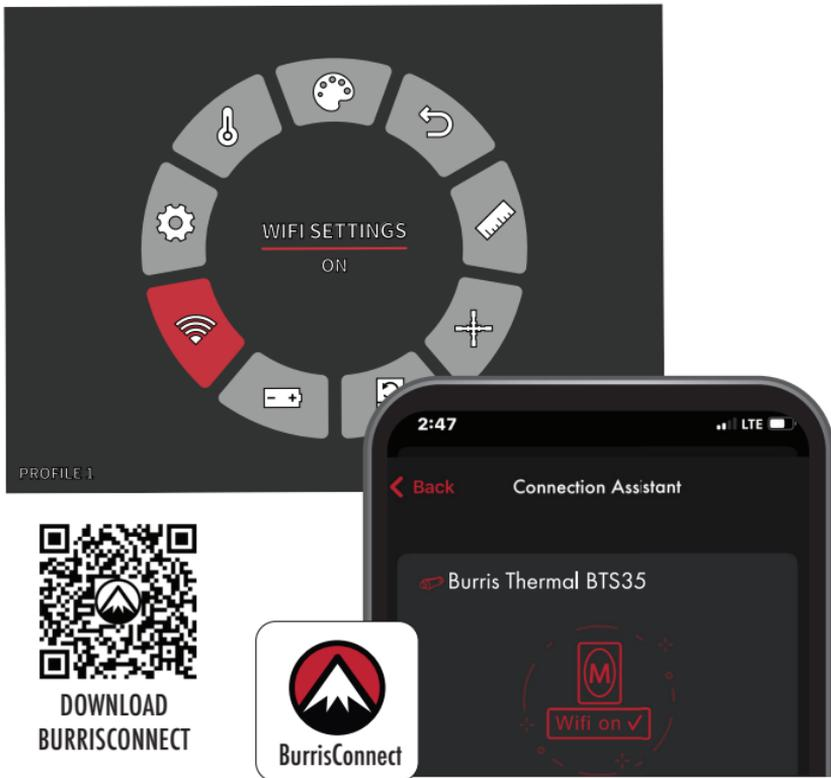 WIFI SETTINGS
ON
PROFILE 1
2:47
LTE
Back
Connection Assistant
Burris Thermal BTS35
M
Wifi on ✓
DOWNLOAD
BURRISCONNECT
BurrisConnect